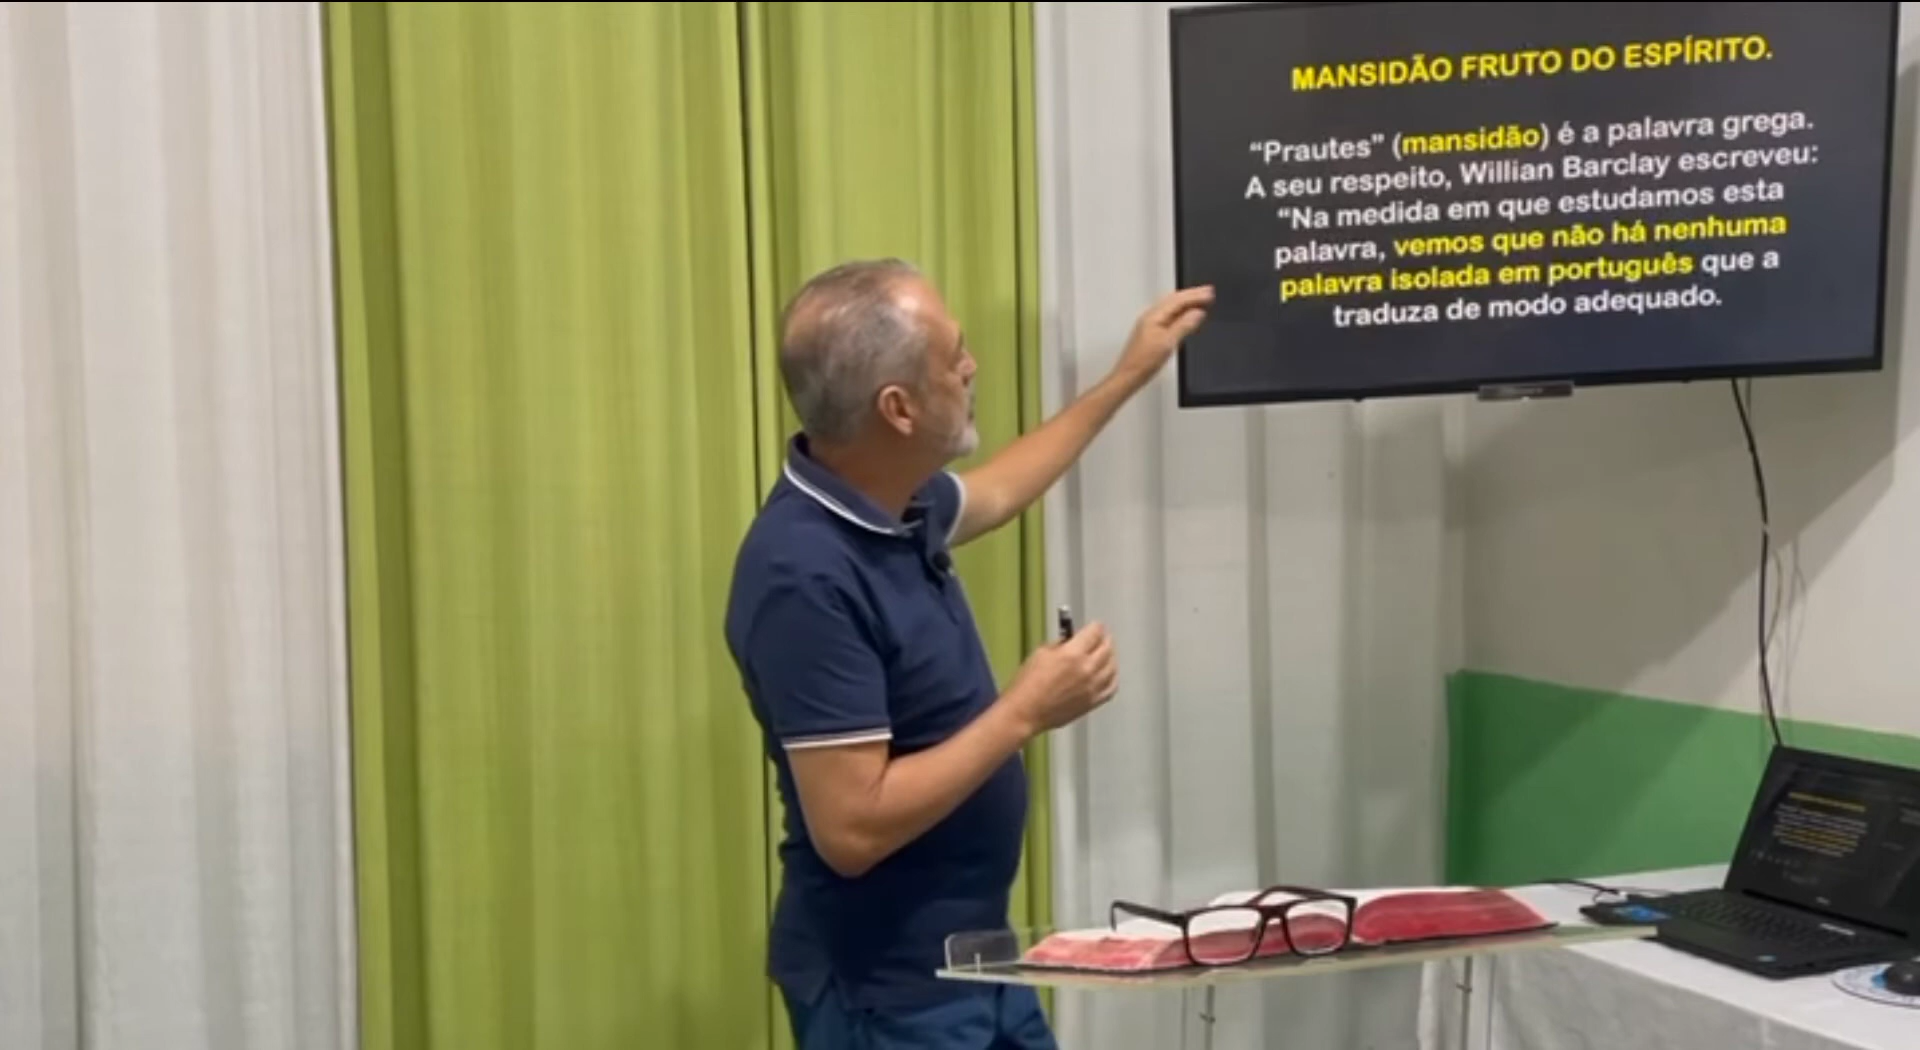 MANSIDÃO FRUTO DO ESPÍRITO.
“Prautes” (mansidão) é a palavra grega.
A seu respeito, Willian Barclay escreveu:
“Na medida em que estudamos esta
palavra, vemos que não há nenhuma
palavra isolada em português que a
traduza de modo adequado.